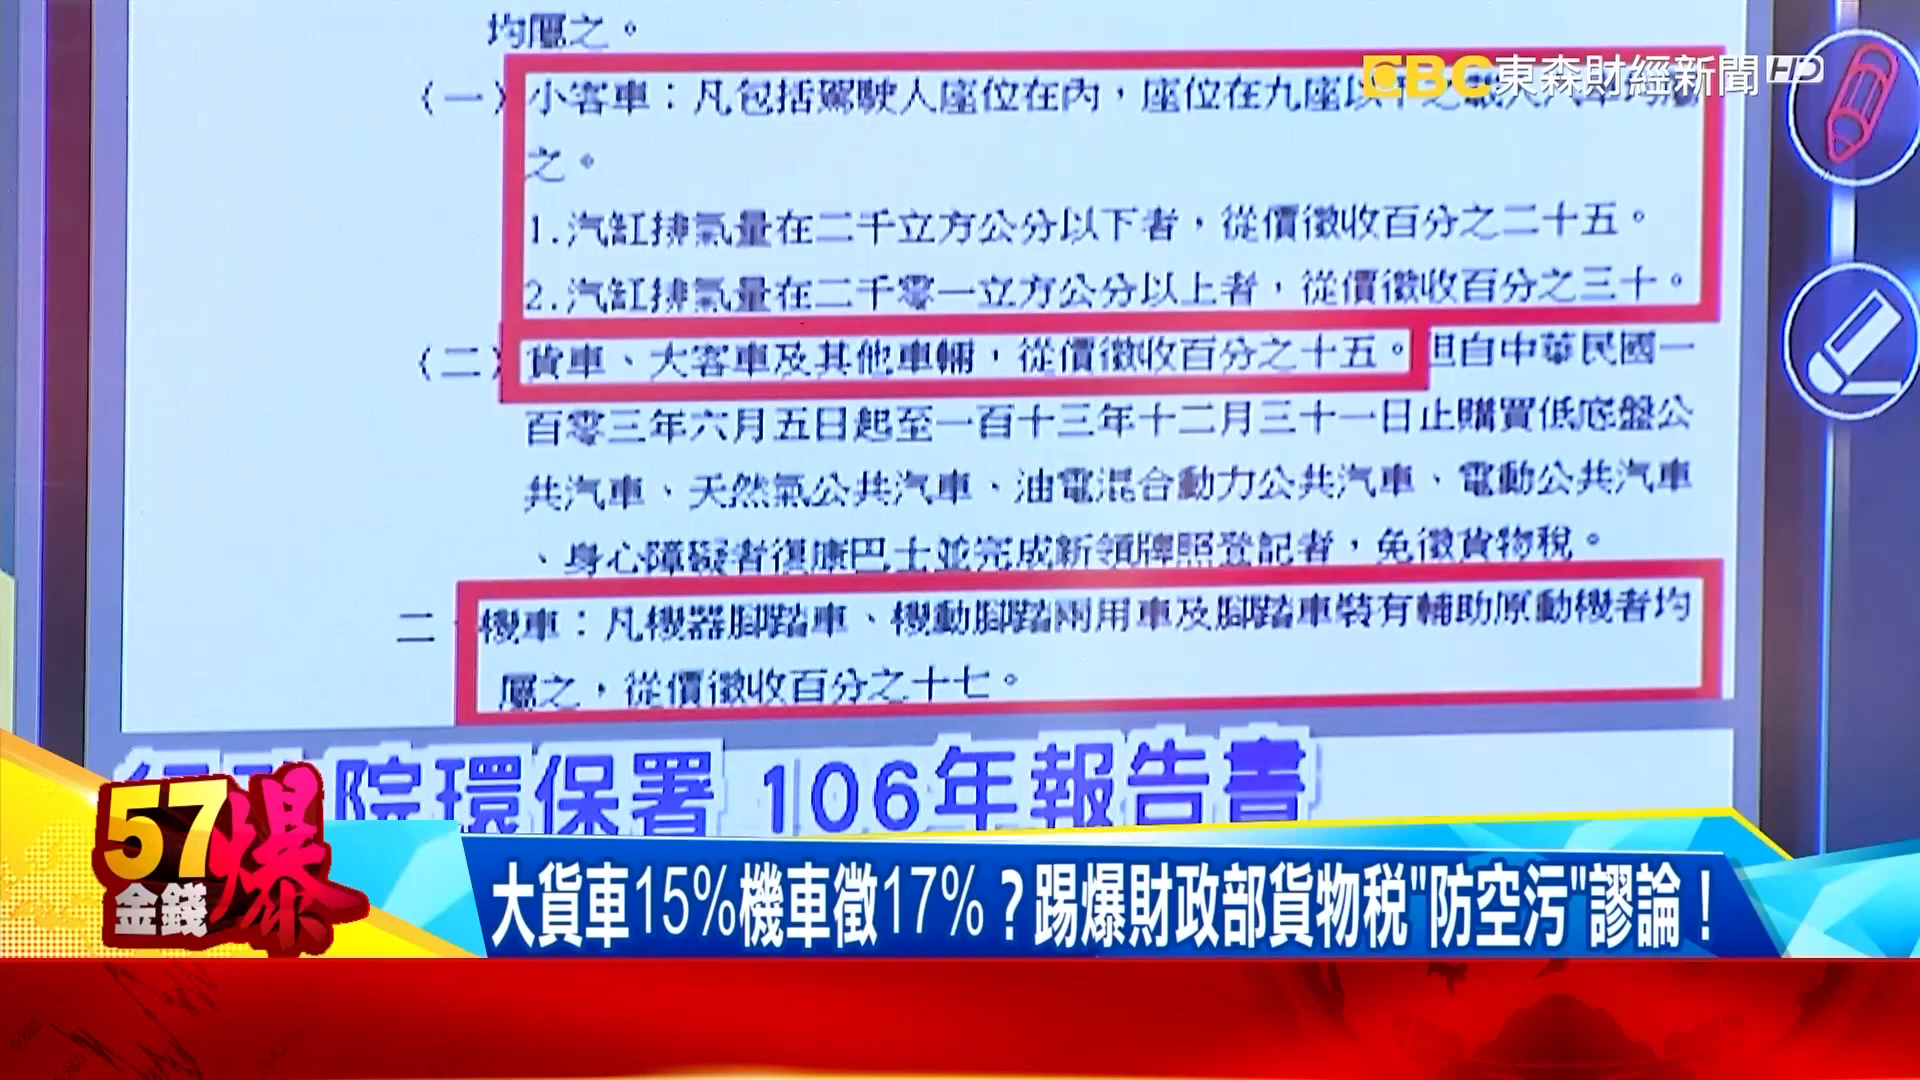 均屬之。
EBC東森財經新聞HD
(一)小客車：凡包括駕駛人座位在內，座位在九座以下之載人汽車均屬
之。
1.汽缸排氣量在二千立方公分以下者，從價徵收百分之二十五。
2.汽缸排氣量在二千零一立方公分以上者，從價徵收百分之三十。
(二)貨車、大客車及其他車輛，從價徵收百分之十五。但自中華民國一
百零三年六月五日起至一百十三年十二月三十一日止購買低底盤公
共汽車、天然氣公共汽車、油電混合動力公共汽車、電動公共汽車
、身心障礙者復康巴士並完成新領牌照登記者，免徵貨物稅。
二 機車：凡機器腳踏車、機動腳踏兩用車及腳踏車裝有輔助原動機者均
屬之，從價徵收百分之十七。
行政院環保署 106年報告書
57爆
金錢
大貨車15%機車徵17%？踢爆財政部貨物稅"防空污"謬論！